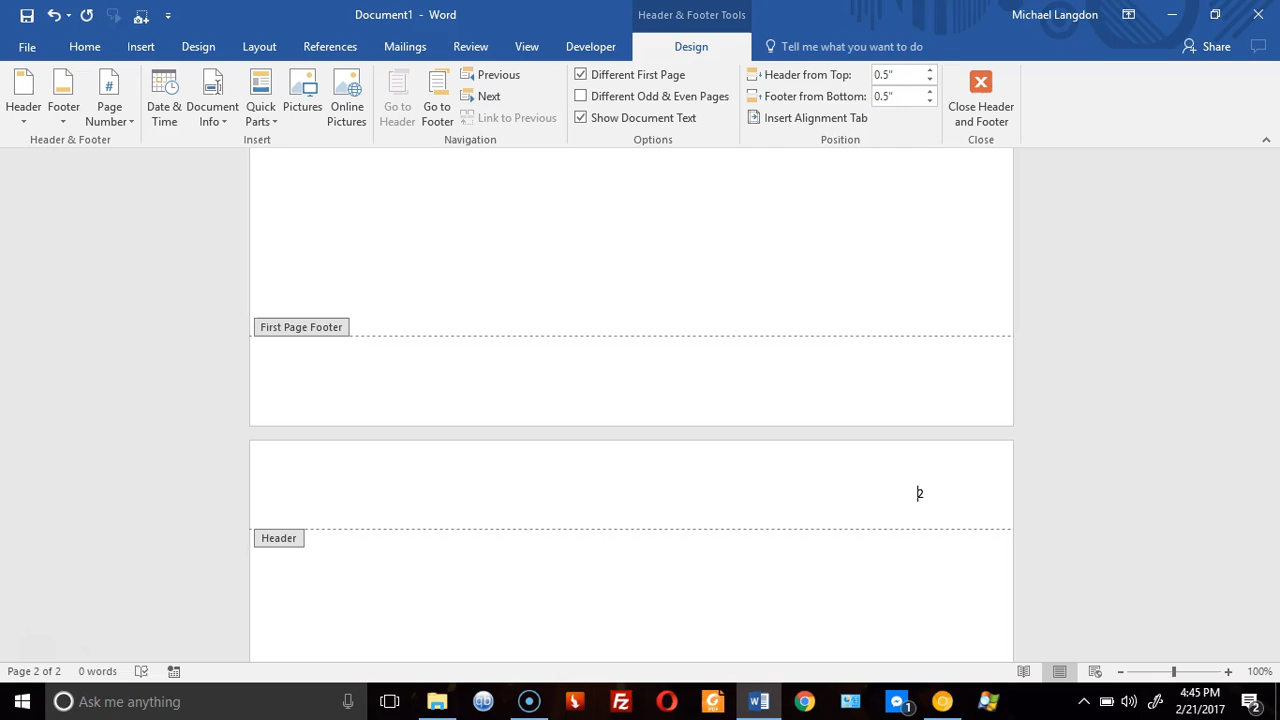 Document1 - Word
Header & Footer Tools
Michael Langdon
File
Home
Insert
Design
Layout
References
Mailings
Review
View
Developer
Design
Tell me what you want to do
Share
Header
Footer
Page Number
Header & Footer
Date & Time
Document Info
Quick Parts
Pictures
Online Pictures
Insert
Go to Header
Go to Footer
Previous
Next
Link to Previous
Navigation
Different First Page
Different Odd & Even Pages
Show Document Text
Options
Header from Top: 0.5"
Footer from Bottom: 0.5"
Insert Alignment Tab
Position
Close Header and Footer
Close
First Page Footer
2
Header
Page 2 of 2
0 words
100%
Ask me anything
qb
PDF
1
4:45 PM
2/21/2017
2